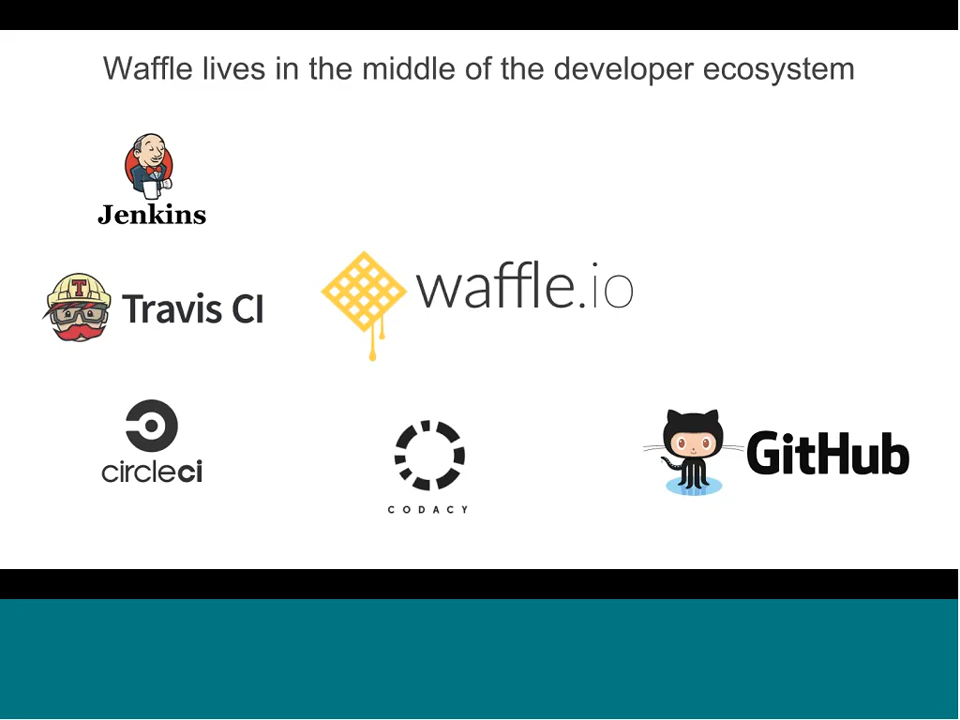 Waffle lives in the middle of the developer ecosystem
Jenkins
T
Travis CI
waffle.io
circleci
CODACY
GitHub